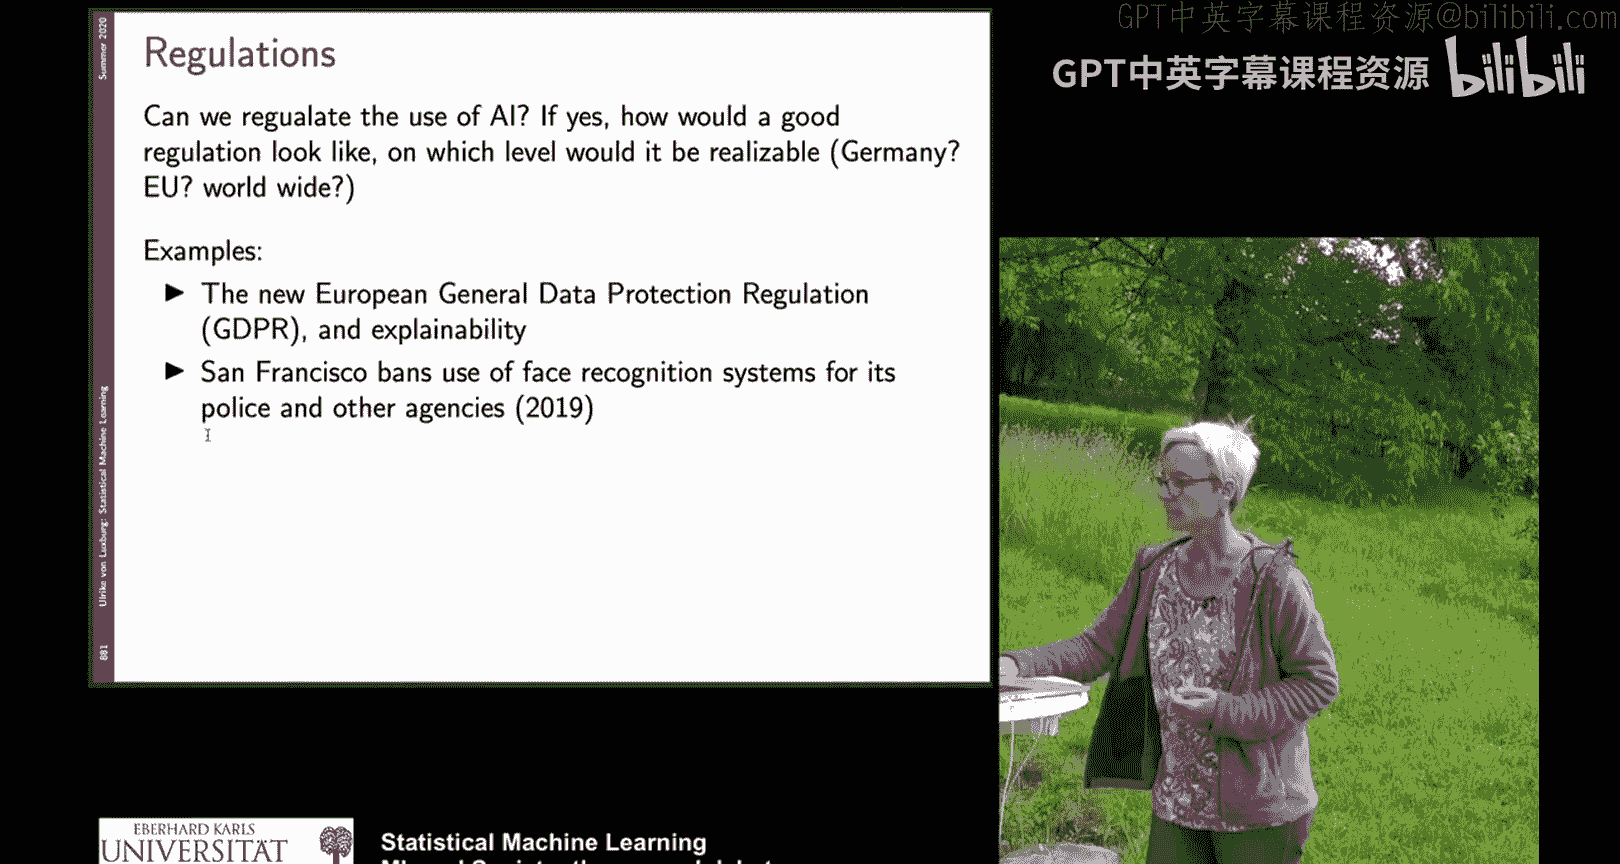 GPT中英字幕课程资源@bilibili.com
GPT中英字幕课程资源 bilibili
Summer 2020
Regulations
Can we regualate the use of AI? If yes, how would a good
regulation look like, on which level would it be realizable (Germany?
EU? world wide?)
Examples:
▶ The new European General Data Protection Regulation
(GDPR), and explainability
▶ San Francisco bans use of face recognition systems for its
police and other agencies (2019)
Ulrike von Luxburg: Statistical Machine Learning
881
EBERHARD KARLS
UNIVERSITÄT
Statistical Machine Learning